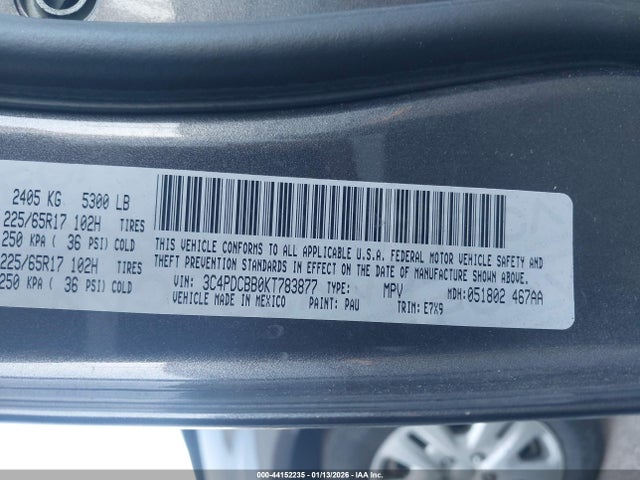 2405 KG 5300 LB
225/65R17 102H TIRES
250 KPA ( 36 PSI) COLD
225/65R17 102H TIRES
250 KPA ( 36 PSI) COLD
THIS VEHICLE CONFORMS TO ALL APPLICABLE U.S.A. FEDERAL MOTOR VEHICLE SAFETY AND
THEFT PREVENTION STANDARDS IN EFFECT ON THE DATE OF MANUFACTURE SHOWN ABOVE.
VIN: 3C4PDCBB0KT783877 TYPE: MPV MDH:051802 467AA
VEHICLE MADE IN MEXICO PAINT: PAU TRIM: E7X9
000-44152235 - 01/13/2026 - IAA Inc.